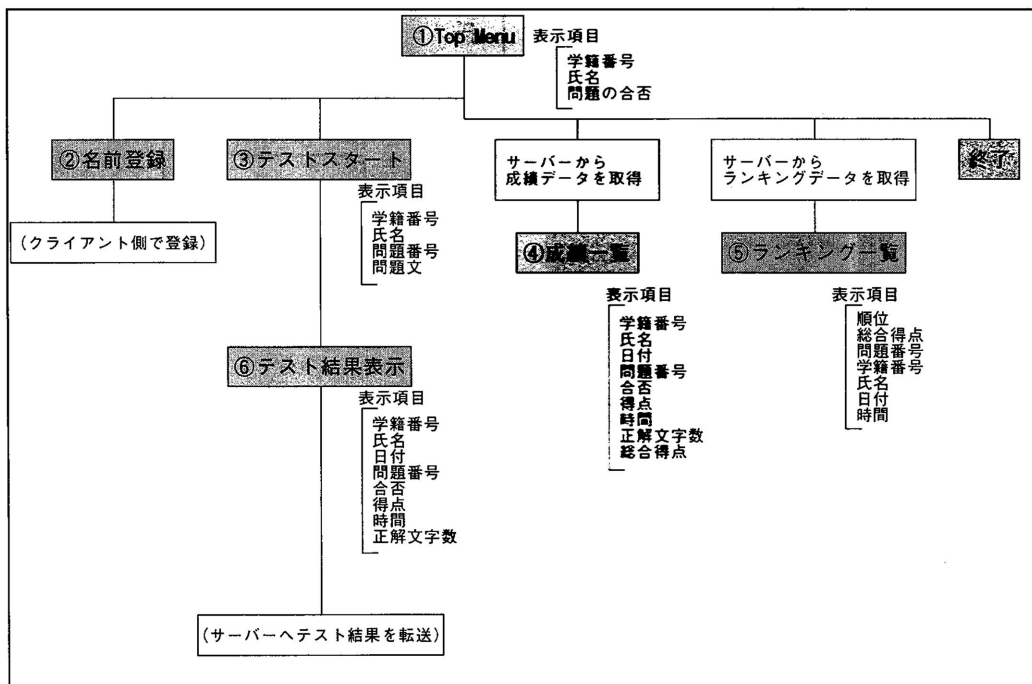 ①Top Menu
表示項目
学籍番号
氏名
問題の合否
②名前登録
(クライアント側で登録)
③テストスタート
表示項目
学籍番号
氏名
問題番号
問題文
⑥テスト結果表示
表示項目
学籍番号
氏名
日付
問題番号
合否
得点
時間
正解文字数
(サーバーへテスト結果を転送)
サーバーから
成績データを取得
④成績一覧
表示項目
学籍番号
氏名
日付
問題番号
合否
得点
時間
正解文字数
総合得点
サーバーから
ランキングデータを取得
⑤ランキング一覧
表示項目
順位
総合得点
問題番号
学籍番号
氏名
日付
時間
終了